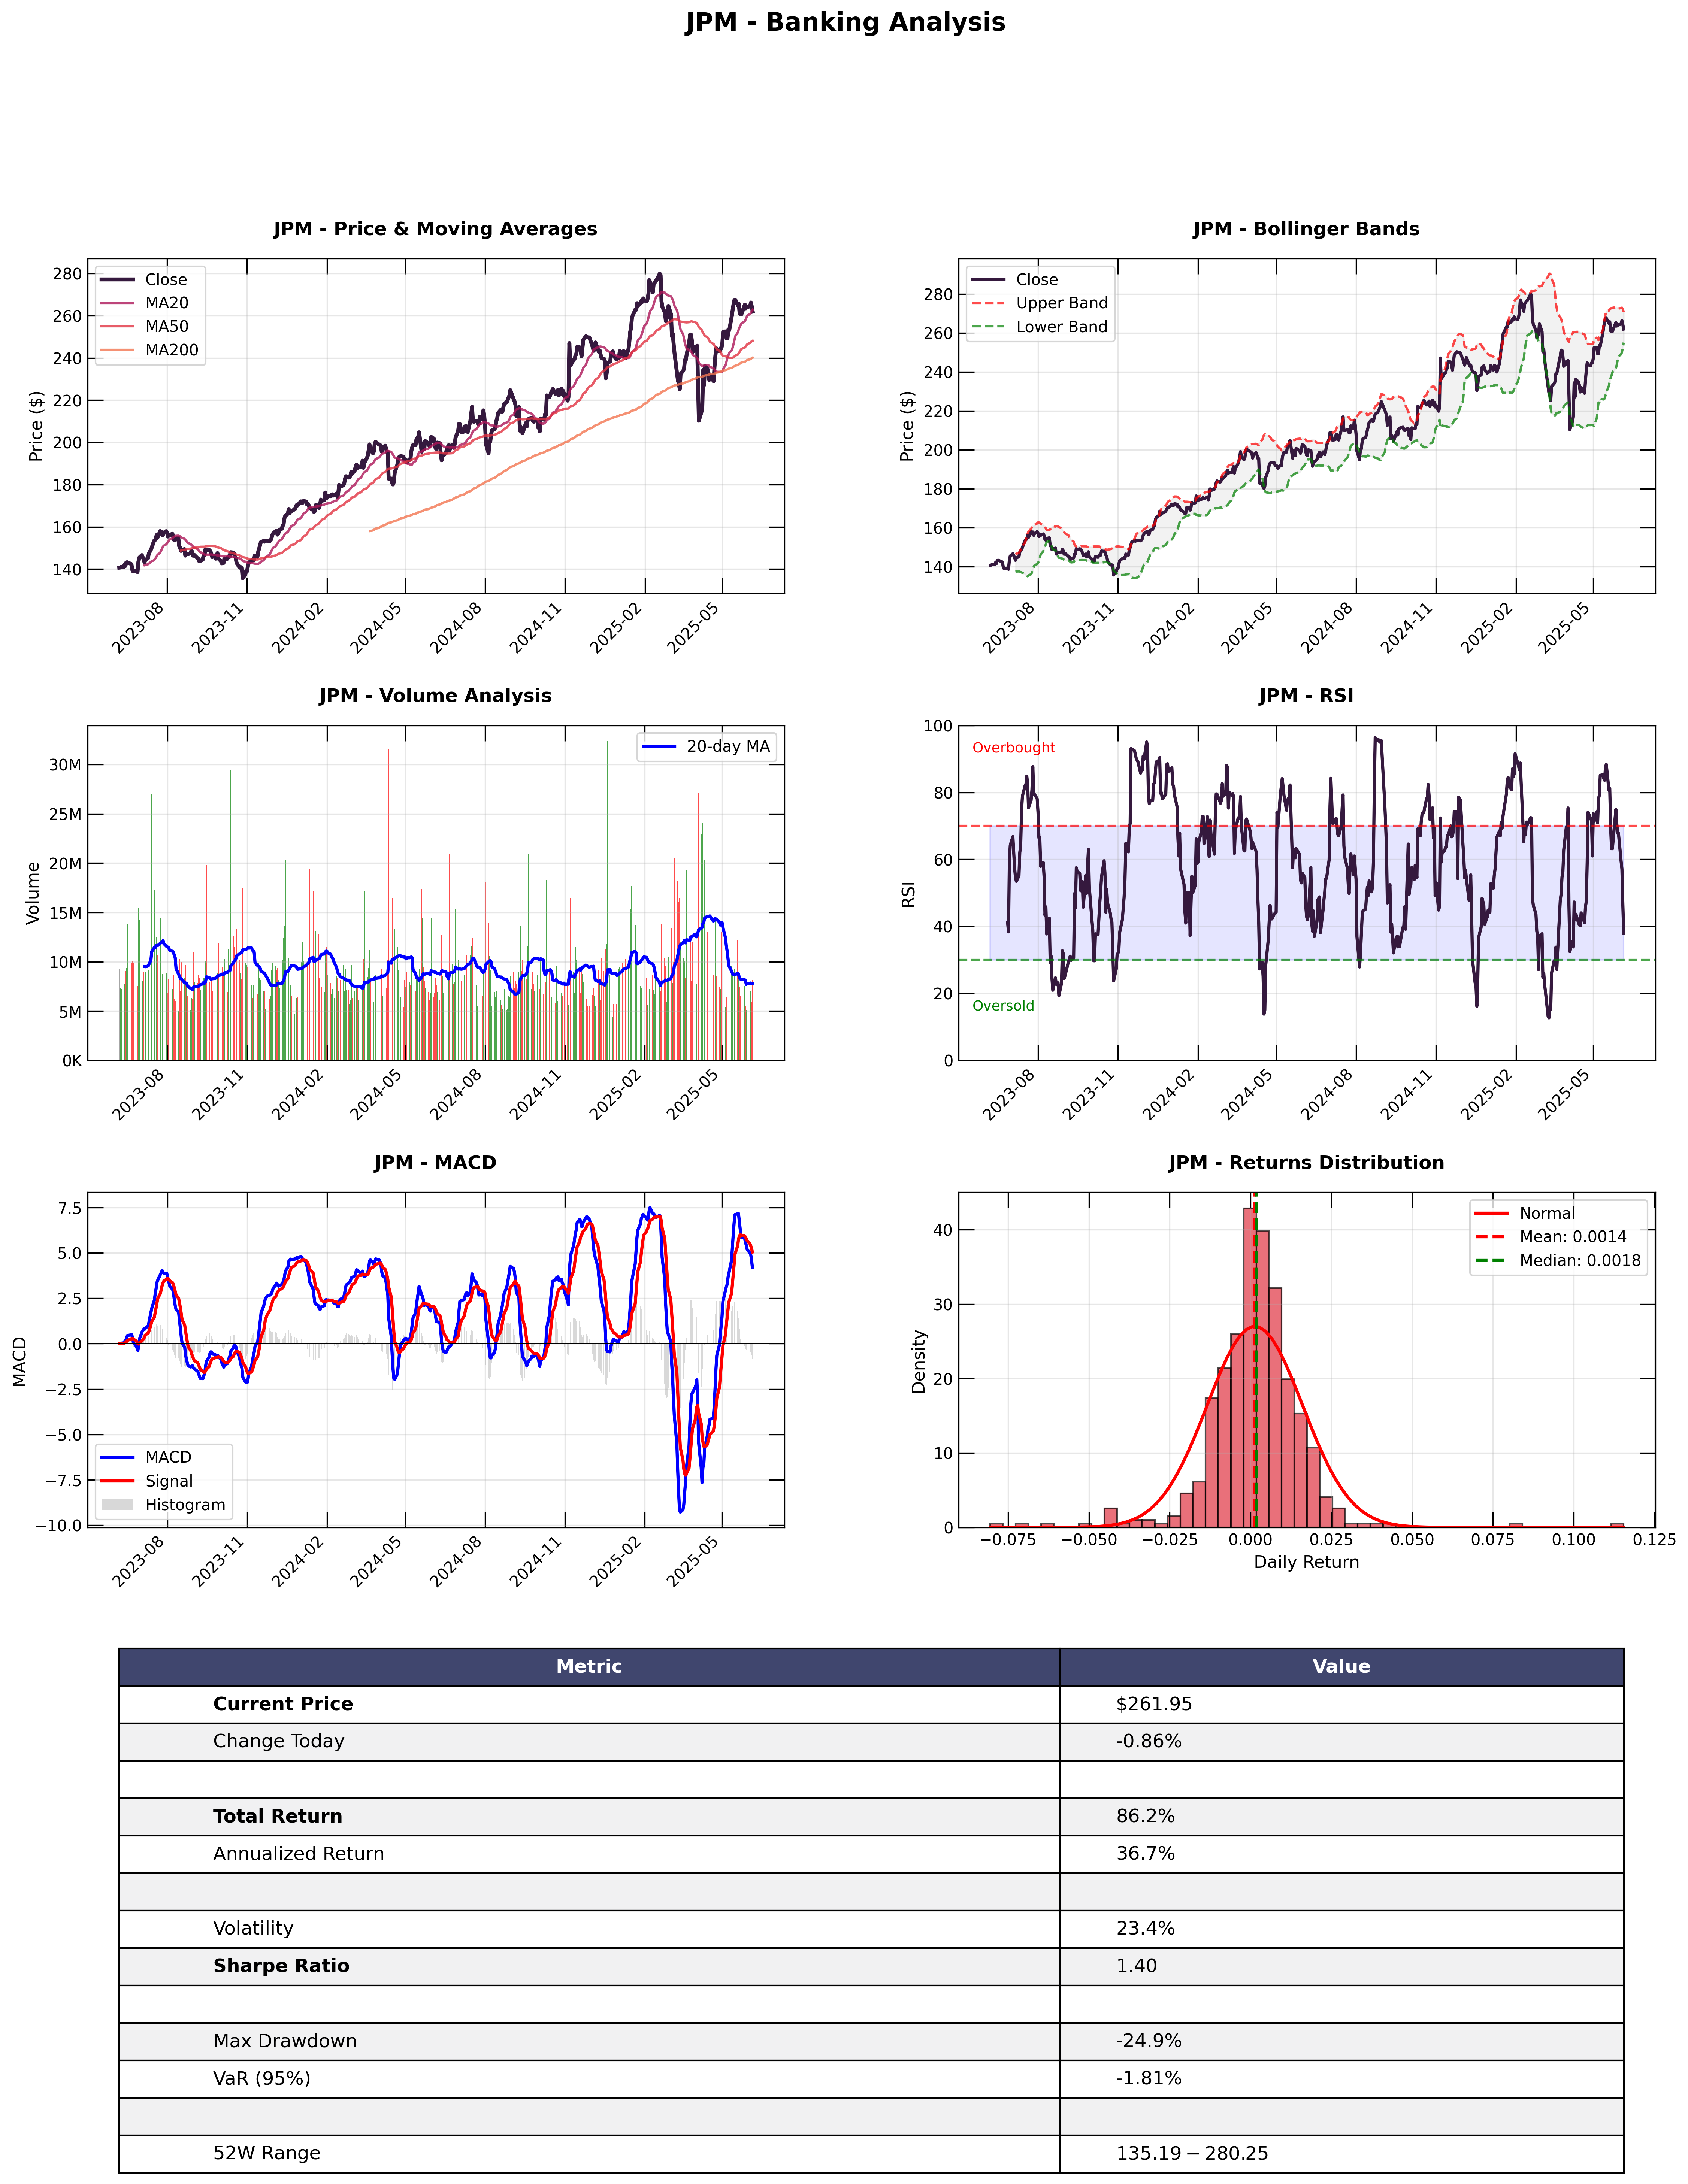 JPM - Banking Analysis
JPM - Price & Moving Averages
Price ($)
280
260
240
220
200
180
160
140
Close
MA20
MA50
MA200
2023-08
2023-11
2024-02
2024-05
2024-08
2024-11
2025-02
2025-05
JPM - Bollinger Bands
Price ($)
280
260
240
220
200
180
160
140
Close
Upper Band
Lower Band
2023-08
2023-11
2024-02
2024-05
2024-08
2024-11
2025-02
2025-05
JPM - Volume Analysis
Volume
30M
25M
20M
15M
10M
5M
0K
20-day MA
2023-08
2023-11
2024-02
2024-05
2024-08
2024-11
2025-02
2025-05
JPM - RSI
RSI
100
80
60
40
20
0
Overbought
Oversold
2023-08
2023-11
2024-02
2024-05
2024-08
2024-11
2025-02
2025-05
JPM - MACD
MACD
7.5
5.0
2.5
0.0
−2.5
−5.0
−7.5
−10.0
MACD
Signal
Histogram
2023-08
2023-11
2024-02
2024-05
2024-08
2024-11
2025-02
2025-05
JPM - Returns Distribution
Density
40
30
20
10
0
Normal
Mean: 0.0014
Median: 0.0018
−0.075
−0.050
−0.025
0.000
0.025
0.050
0.075
0.100
0.125
Daily Return
Metric Value
Current Price $261.95
Change Today -0.86%
Total Return 86.2%
Annualized Return 36.7%
Volatility 23.4%
Sharpe Ratio 1.40
Max Drawdown -24.9%
VaR (95%) -1.81%
52W Range 135.19 − 280.25